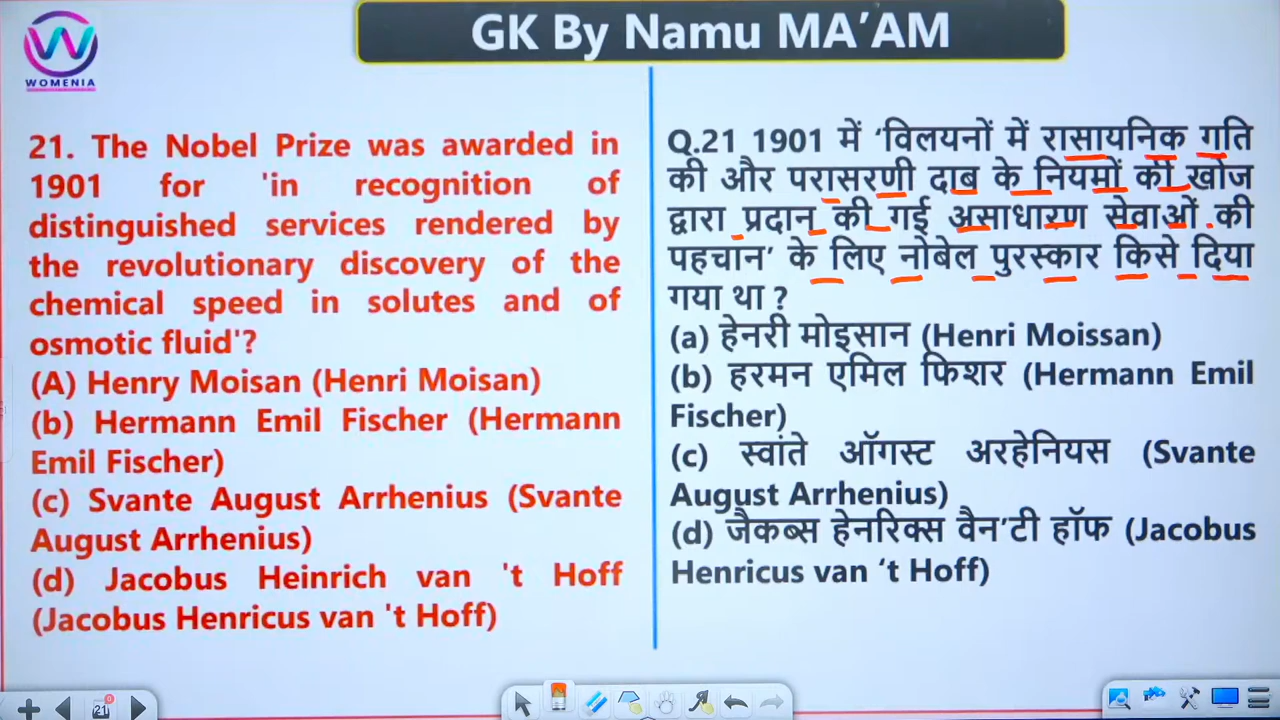 WOMENIA
GK By Namu MA’AM
21. The Nobel Prize was awarded in
1901 for 'in recognition of
distinguished services rendered by
the revolutionary discovery of the
chemical speed in solutes and of
osmotic fluid'?
(A) Henry Moisan (Henri Moisan)
(b) Hermann Emil Fischer (Hermann
Emil Fischer)
(c) Svante August Arrhenius (Svante
August Arrhenius)
(d) Jacobus Heinrich van 't Hoff
(Jacobus Henricus van 't Hoff)
Q.21 1901 में ‘विलयनों में रासायनिक गति
की और परासरणी दाब के नियमों की खोज
द्वारा प्रदान की गई असाधारण सेवाओं की
पहचान’ के लिए नोबेल पुरस्कार किसे दिया
गया था ?
(a) हेनरी मोइसान (Henri Moissan)
(b) हरमन एमिल फिशर (Hermann Emil
Fischer)
(c) स्वांते ऑगस्ट अरहेनियस (Svante
August Arrhenius)
(d) जैकब्स हेनरिक्स वैन’टी हॉफ (Jacobus
Henricus van ‘t Hoff)
21